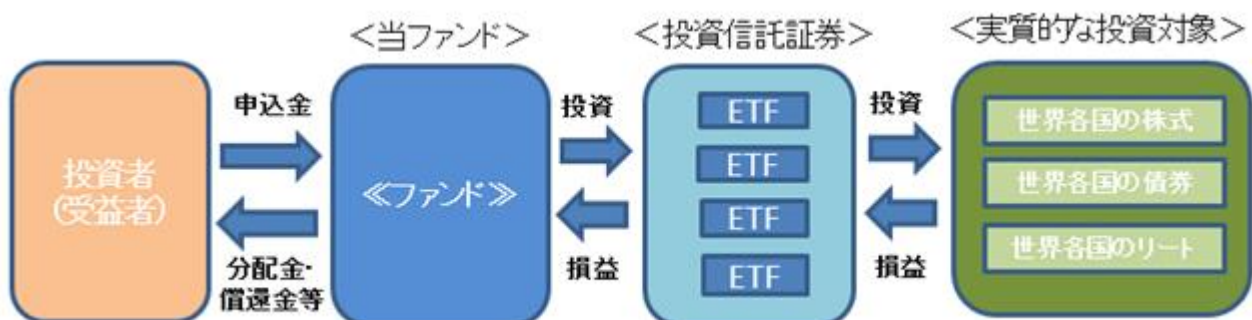 <当ファンド>
<投資信託証券>
<実質的な投資対象>
投資者
(受益者)
申込金
分配金・
償還金等
≪ファンド≫
投資
損益
ETF
ETF
ETF
ETF
投資
損益
世界各国の株式
世界各国の債券
世界各国のリート